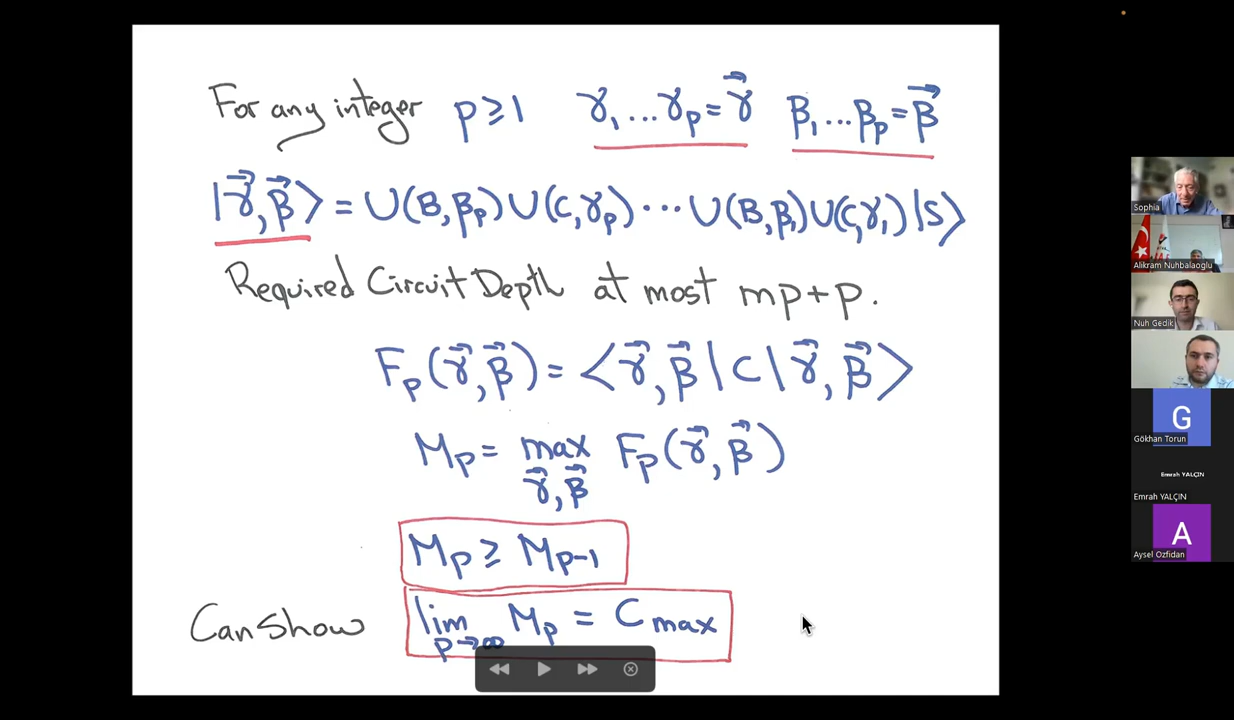 For any integer p ≥ 1 γ₁...γₚ = γ⃗ β₁...βₚ = β⃗
|γ⃗, β⃗⟩ = U(B, βₚ) U(C, γₚ) ··· U(B, β₁) U(C, γ₁) |S⟩
Required Circuit Depth at most mp+p.
Fₚ(γ⃗, β⃗) = ⟨γ⃗, β⃗ | C | γ⃗, β⃗⟩
Mₚ = max Fₚ(γ⃗, β⃗)
γ⃗, β⃗
Mₚ ≥ Mₚ₋₁
Can Show lim Mₚ = C max
p→∞
Sophia
Alikram Nuhbalaoglu
Nuh Gedik
G
Gökhan Torun
Emrah YALÇIN
Emrah YALÇIN
A
Aysel Ozfidan